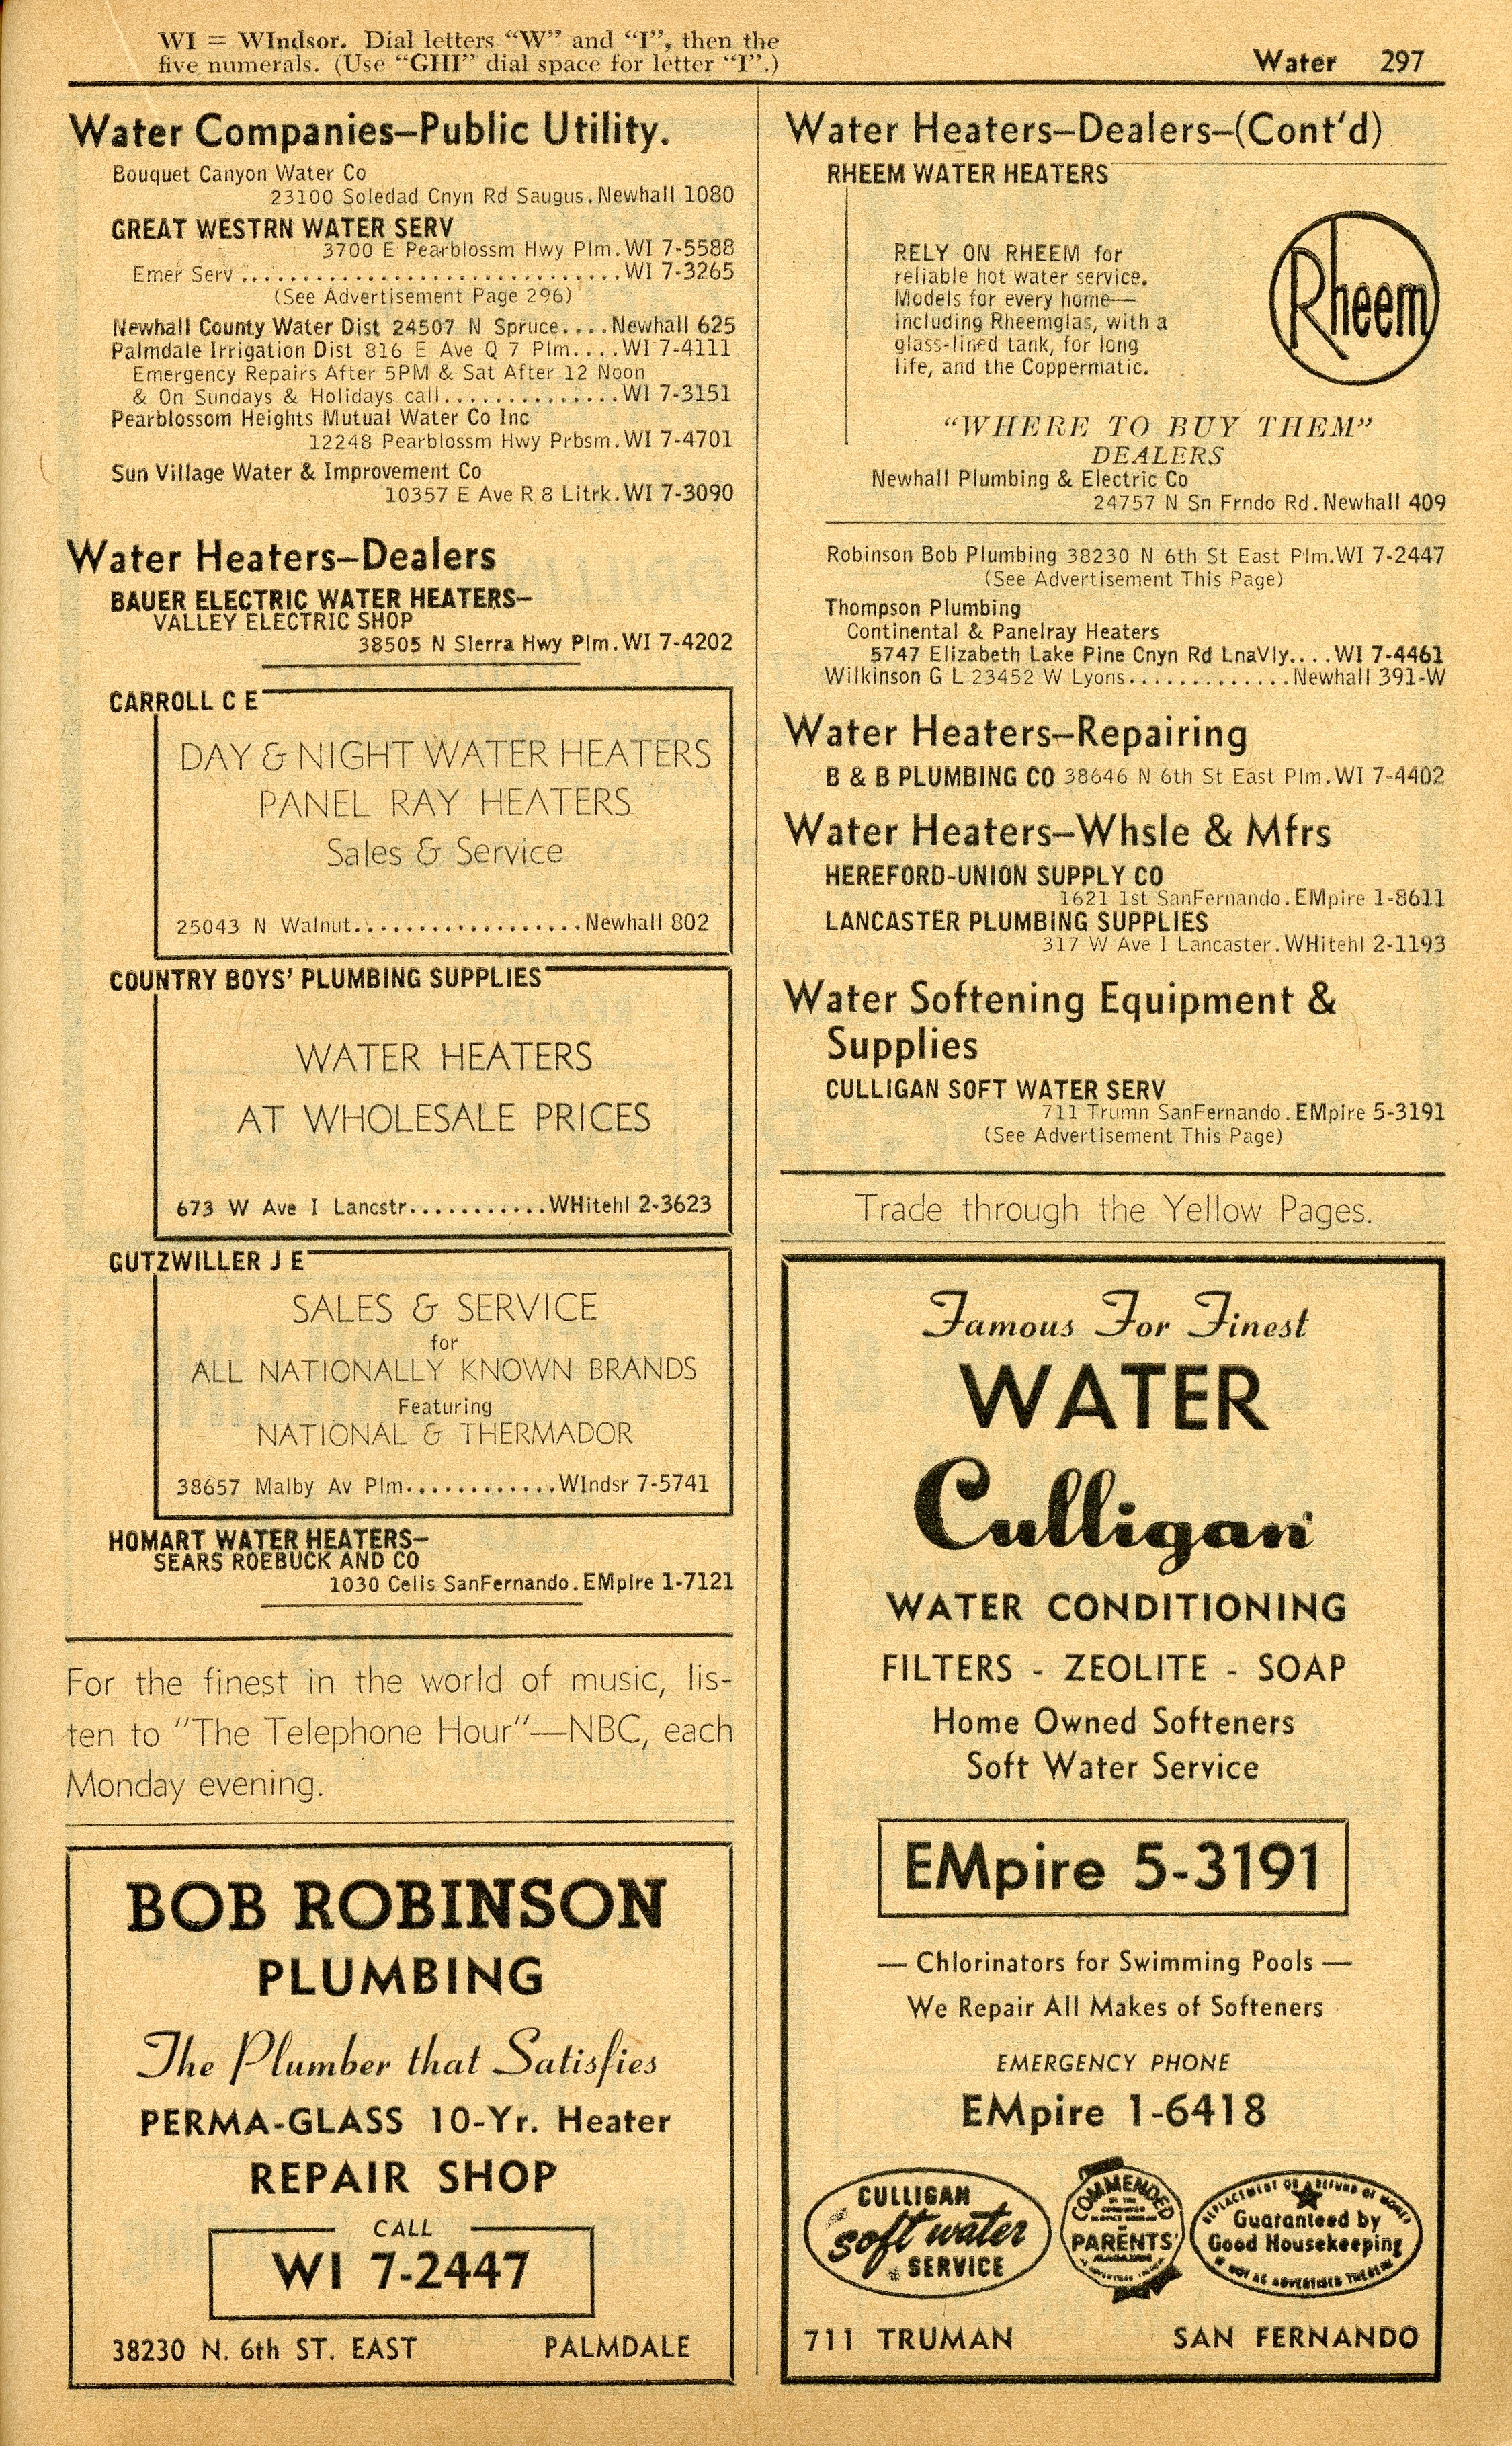 WI = WIndsor. Dial letters "W" and "I", then the
five numerals. (Use "GHI" dial space for letter "I".)
Water 297
Water Companies–Public Utility.
Bouquet Canyon Water Co
23100 Soledad Cnyn Rd Saugus.Newhall 1080
GREAT WESTRN WATER SERV
3700 E Pearblossm Hwy Plm.WI 7-5588
Emer Serv..............................WI 7-3265
(See Advertisement Page 296)
Newhall County Water Dist 24507 N Spruce....Newhall 625
Palmdale Irrigation Dist 816 E Ave Q 7 Plm....WI 7-4111
Emergency Repairs After 5PM & Sat After 12 Noon
& On Sundays & Holidays call..............WI 7-3151
Pearblossom Heights Mutual Water Co Inc
12248 Pearblossm Hwy Prbsm.WI 7-4701
Sun Village Water & Improvement Co
10357 E Ave R 8 Litrk.WI 7-3090
Water Heaters–Dealers
BAUER ELECTRIC WATER HEATERS–
VALLEY ELECTRIC SHOP
38505 N Sierra Hwy Plm.WI 7-4202
CARROLL C E
DAY & NIGHT WATER HEATERS
PANEL RAY HEATERS
Sales & Service
25043 N Walnut..................Newhall 802
COUNTRY BOYS' PLUMBING SUPPLIES
WATER HEATERS
AT WHOLESALE PRICES
673 W Ave I Lancstr...........WHitehl 2-3623
GUTZWILLER J E
SALES & SERVICE
for
ALL NATIONALLY KNOWN BRANDS
Featuring
NATIONAL & THERMADOR
38657 Malby Av Plm............WIndsr 7-5741
HOMART WATER HEATERS–
SEARS ROEBUCK AND CO
1030 Celis SanFernando.EMpire 1-7121
For the finest in the world of music, lis-
ten to "The Telephone Hour"—NBC, each
Monday evening.
BOB ROBINSON
PLUMBING
The Plumber that Satisfies
PERMA-GLASS 10-Yr. Heater
REPAIR SHOP
CALL
WI 7-2447
38230 N. 6th ST. EAST PALMDALE
Water Heaters–Dealers–(Cont'd)
RHEEM WATER HEATERS
RELY ON RHEEM for
reliable hot water service.
Models for every home—
including Rheemglas, with a
glass-lined tank, for long
life, and the Coppermatic.
Rheem
"WHERE TO BUY THEM"
DEALERS
Newhall Plumbing & Electric Co
24757 N Sn Frndo Rd.Newhall 409
Robinson Bob Plumbing 38230 N 6th St East Plm.WI 7-2447
(See Advertisement This Page)
Thompson Plumbing
Continental & Panelray Heaters
5747 Elizabeth Lake Pine Cnyn Rd LnaVly....WI 7-4461
Wilkinson G L 23452 W Lyons.............Newhall 391-W
Water Heaters–Repairing
B & B PLUMBING CO 38646 N 6th St East Plm.WI 7-4402
Water Heaters–Whsle & Mfrs
HEREFORD-UNION SUPPLY CO
1621 1st SanFernando.EMpire 1-8611
LANCASTER PLUMBING SUPPLIES
317 W Ave I Lancaster.WHitehl 2-1193
Water Softening Equipment &
Supplies
CULLIGAN SOFT WATER SERV
711 Trumn SanFernando.EMpire 5-3191
(See Advertisement This Page)
Trade through the Yellow Pages.
Famous For Finest
WATER
Culligan
WATER CONDITIONING
FILTERS - ZEOLITE - SOAP
Home Owned Softeners
Soft Water Service
EMpire 5-3191
— Chlorinators for Swimming Pools —
We Repair All Makes of Softeners
EMERGENCY PHONE
EMpire 1-6418
CULLIGAN
soft water
SERVICE
COMMENDED
PARENTS'
MAGAZINE
REPLACEMENT OR REFUND OF MONEY
Guaranteed by
Good Housekeeping
IF NOT AS ADVERTISED THEREIN
711 TRUMAN SAN FERNANDO